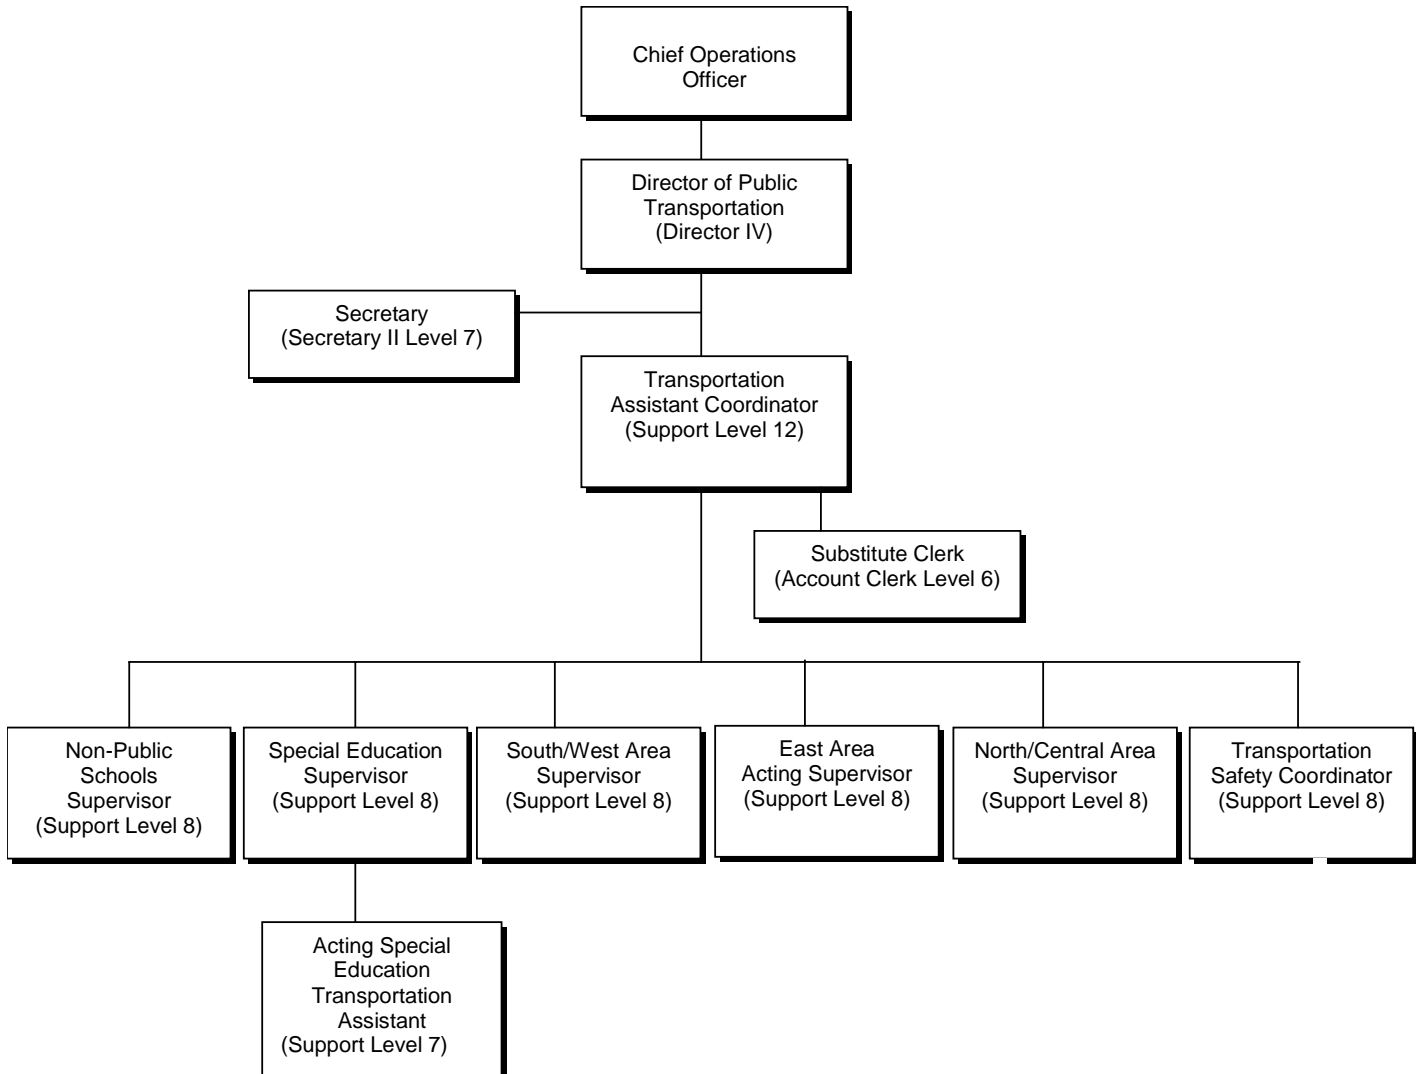 Chief Operations
Officer
Director of Public
Transportation
(Director IV)
Secretary
(Secretary II Level 7)
Transportation
Assistant Coordinator
(Support Level 12)
Substitute Clerk
(Account Clerk Level 6)
Non-Public
Schools
Supervisor
(Support Level 8)
Special Education
Supervisor
(Support Level 8)
South/West Area
Supervisor
(Support Level 8)
East Area
Acting Supervisor
(Support Level 8)
North/Central Area
Supervisor
(Support Level 8)
Transportation
Safety Coordinator
(Support Level 8)
Acting Special
Education
Transportation
Assistant
(Support Level 7)